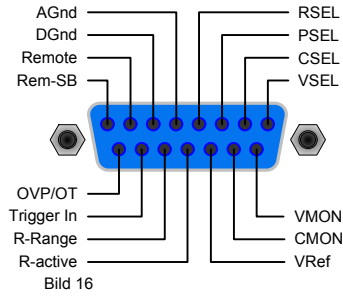 AGnd
RSEL
DGnd
PSEL
Remote
CSEL
Rem-SB
VSEL
OVP/OT
Trigger In
VMON
R-Range
CMON
R-active
VRef
Bild 16